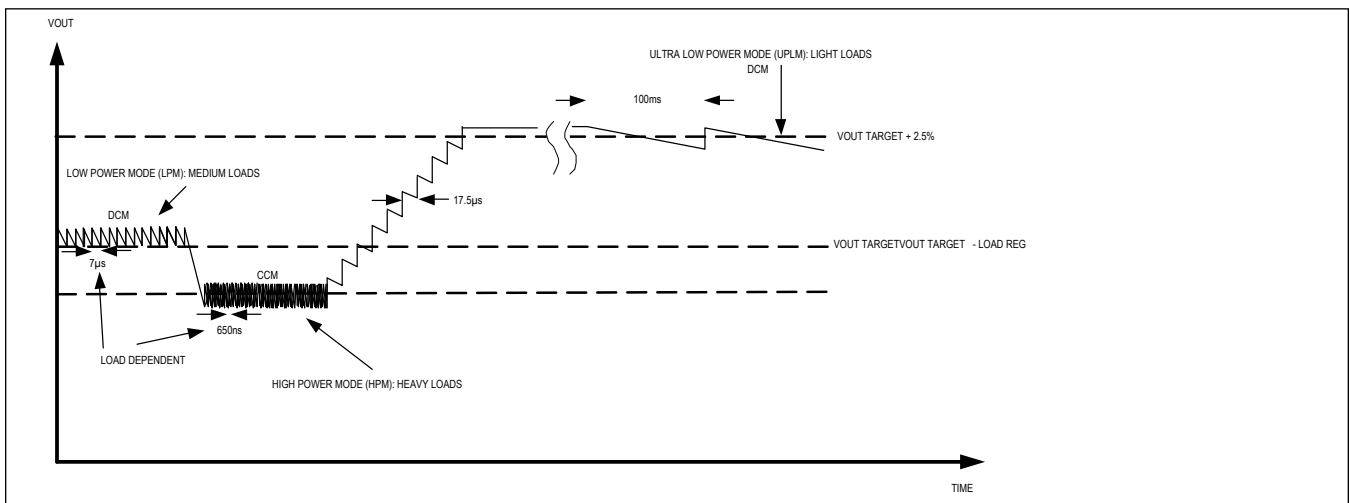 VOUT
ULTRA LOW POWER MODE (UPLM): LIGHT LOADS
DCM
100ms
VOUT TARGET + 2.5%
LOW POWER MODE (LPM): MEDIUM LOADS
DCM
17.5µs
VOUT TARGETVOUT TARGET - LOAD REG
7µs
CCM
650ns
LOAD DEPENDENT
HIGH POWER MODE (HPM): HEAVY LOADS
TIME